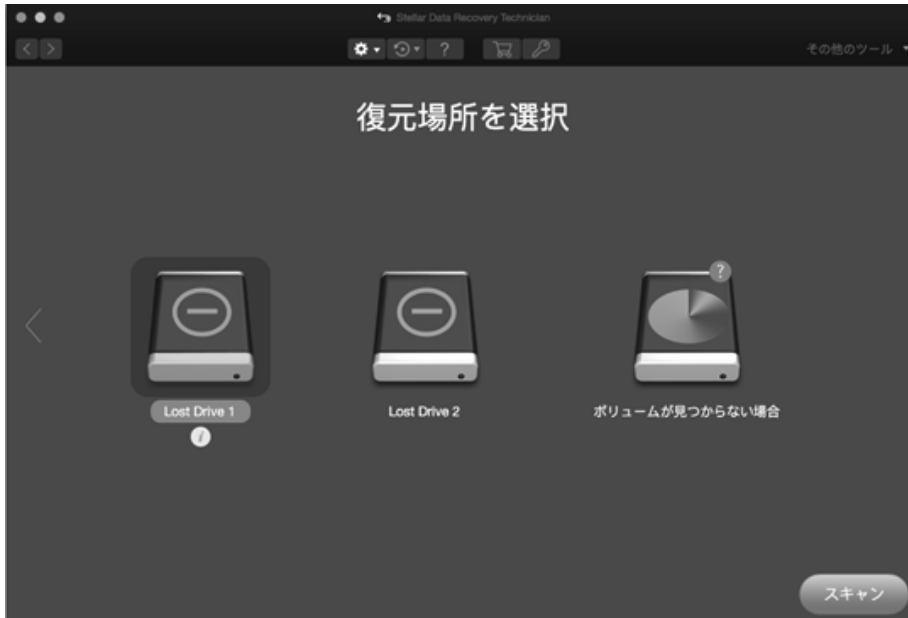 Stellar Data Recovery Technician
?
その他のツール
復元場所を選択
?
Lost Drive 1
Lost Drive 2
ボリュームが見つからない場合
i
スキャン